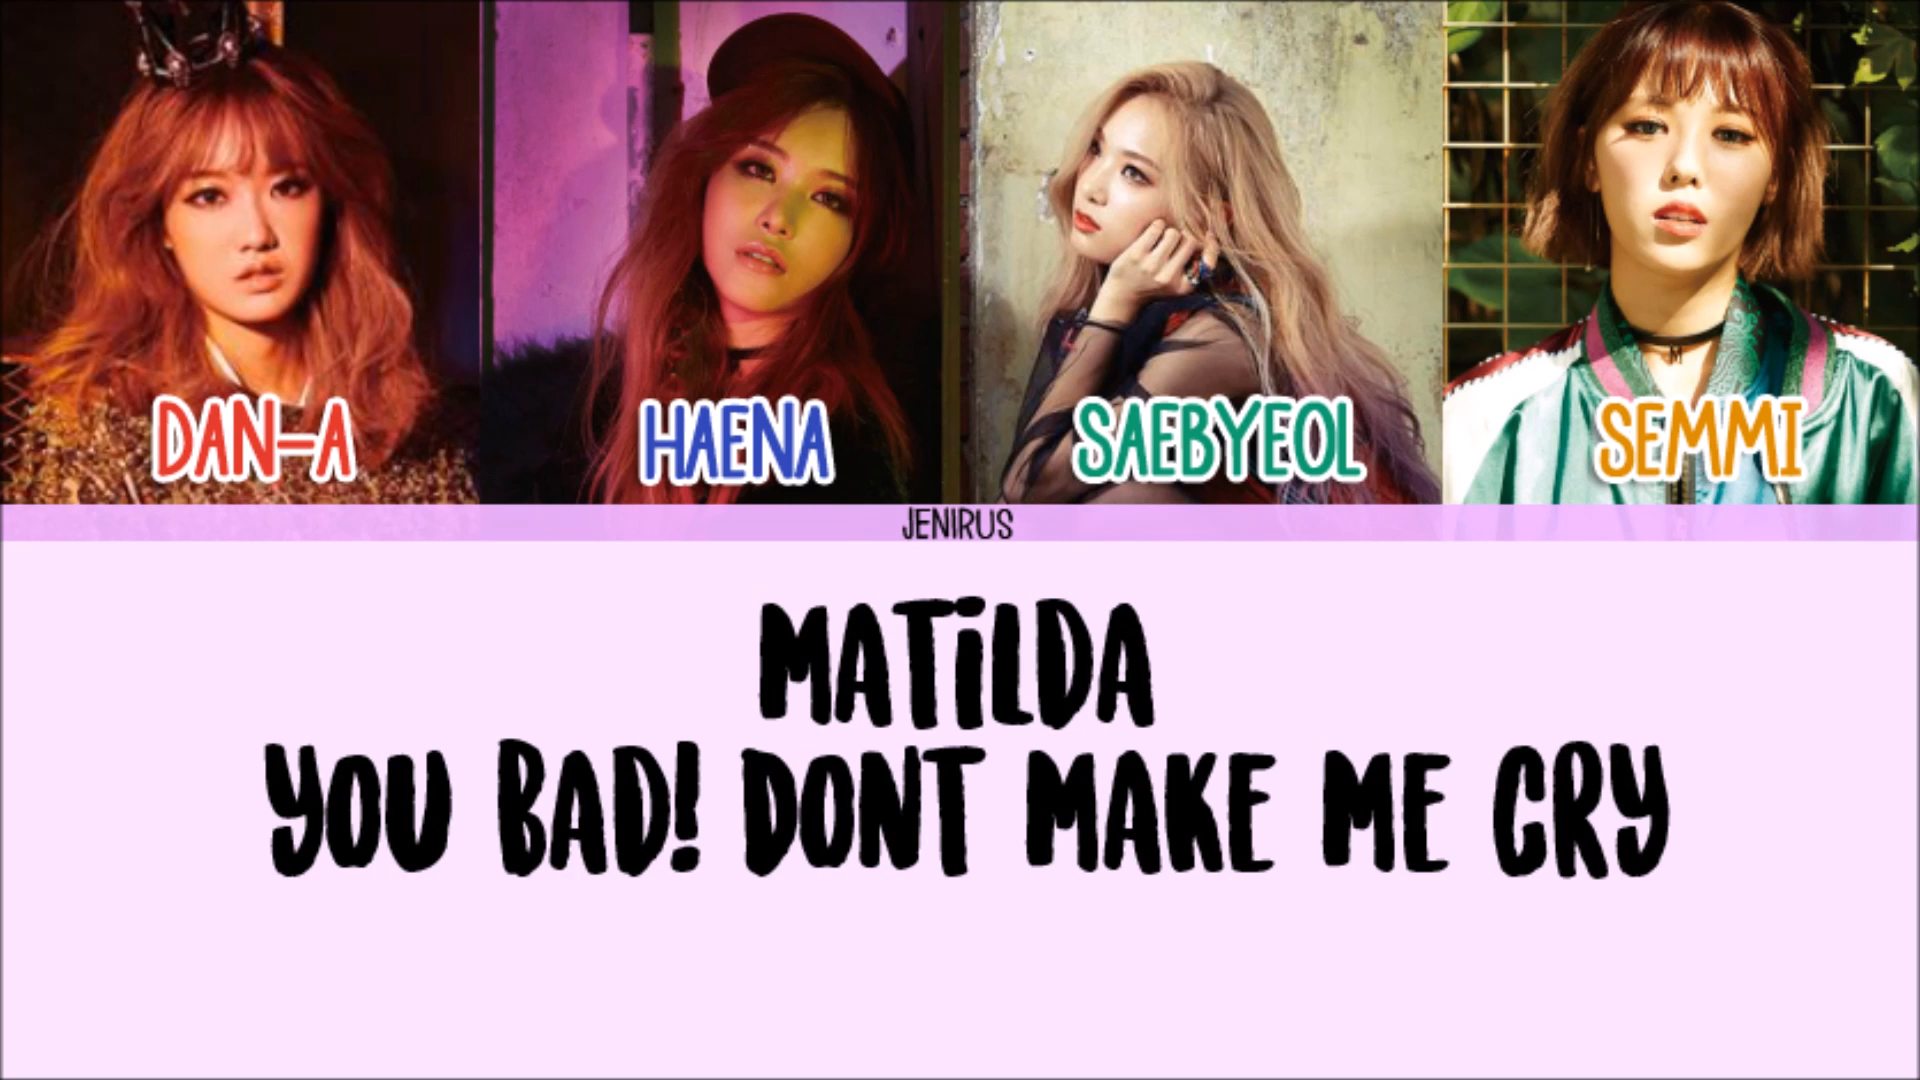 DAN-A HAENA SAEBYEOL SEMMI
JENIRUS
MATiLDA
YOU BAD! DONT MAKE ME CRY